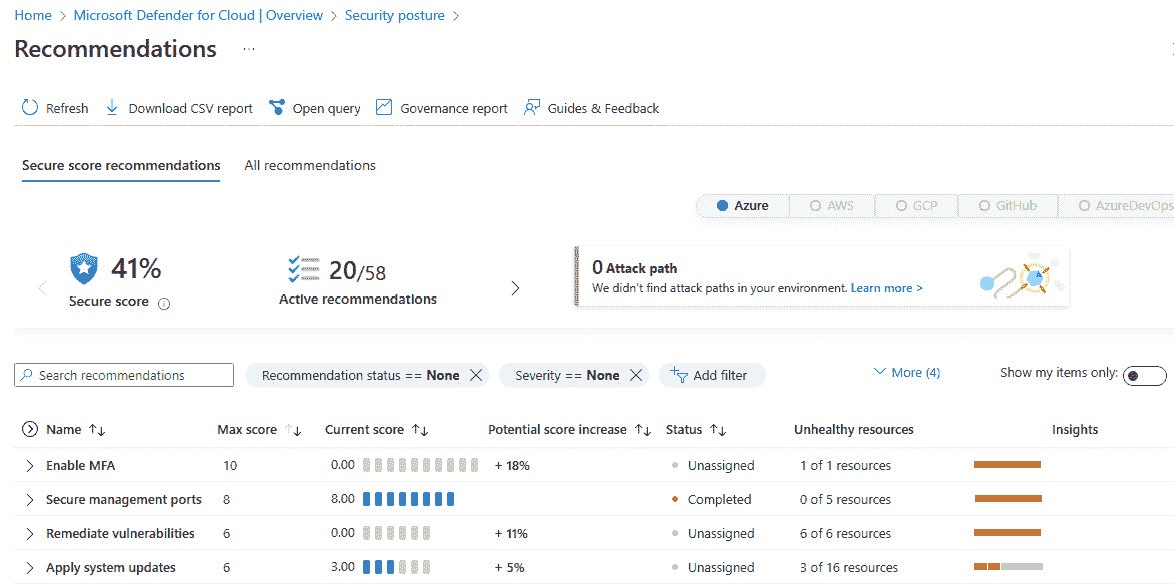 Home > Microsoft Defender for Cloud | Overview > Security posture >
Recommendations ...
Refresh Download CSV report Open query Governance report Guides & Feedback
Secure score recommendations All recommendations
Azure AWS GCP GitHub AzureDevOps
41% 20/58 0 Attack path
Secure score Active recommendations We didn't find attack paths in your environment. Learn more >
Search recommendations Recommendation status == None Severity == None Add filter More (4) Show my items only:
Name Max score Current score Potential score increase Status Unhealthy resources Insights
Enable MFA 10 0.00 + 18% Unassigned 1 of 1 resources
Secure management ports 8 8.00 Completed 0 of 5 resources
Remediate vulnerabilities 6 0.00 + 11% Unassigned 6 of 6 resources
Apply system updates 6 3.00 + 5% Unassigned 3 of 16 resources